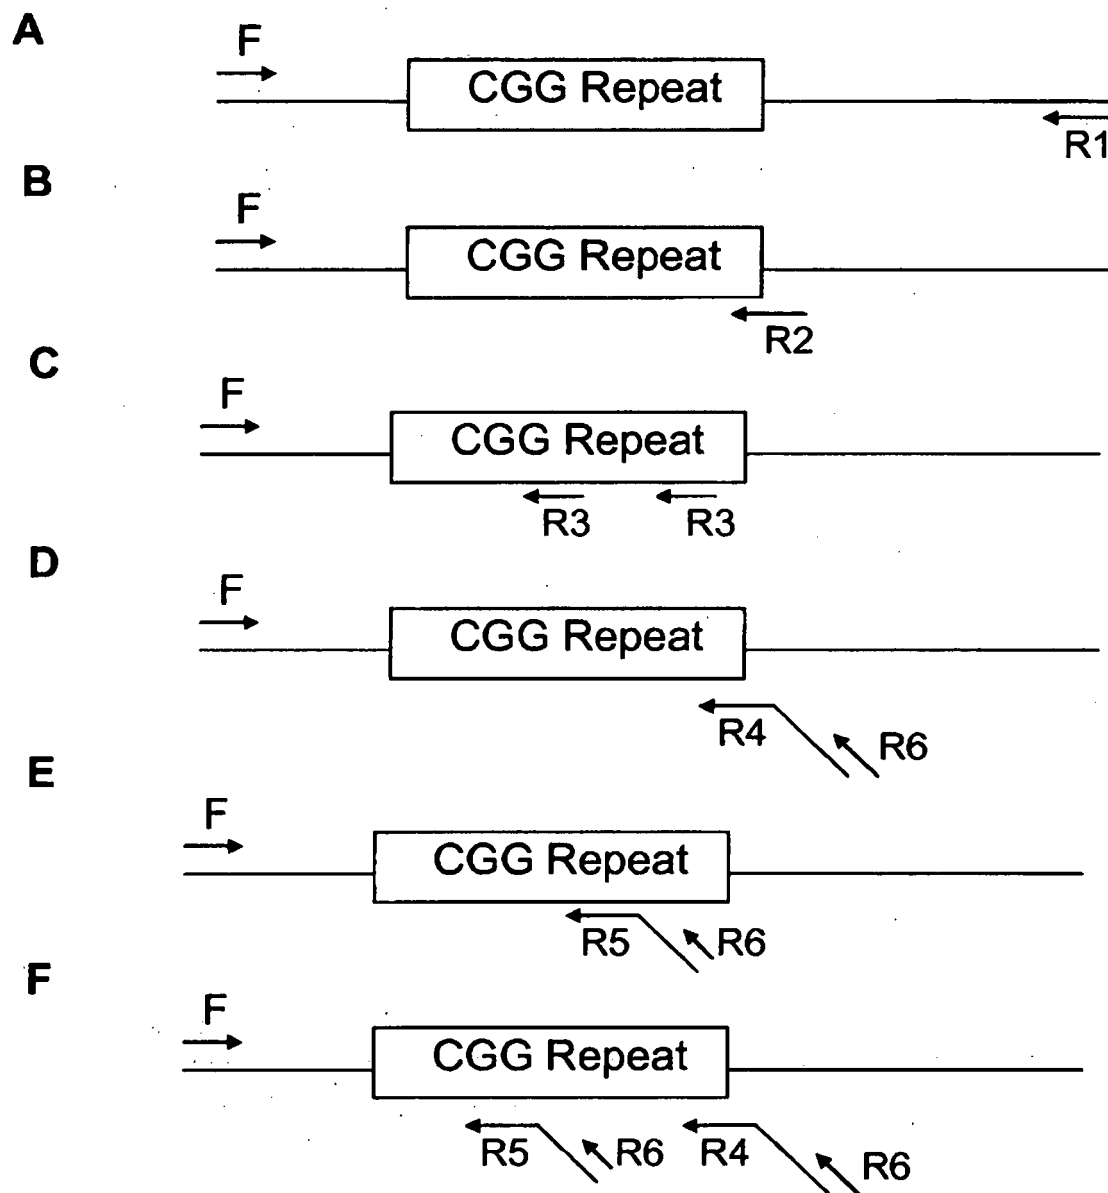 A
F
CGG Repeat
R1
B
F
CGG Repeat
R2
C
F
CGG Repeat
R3 R3
D
F
CGG Repeat
R4 R6
E
F
CGG Repeat
R5 R6
F
F
CGG Repeat
R5 R6 R4 R6